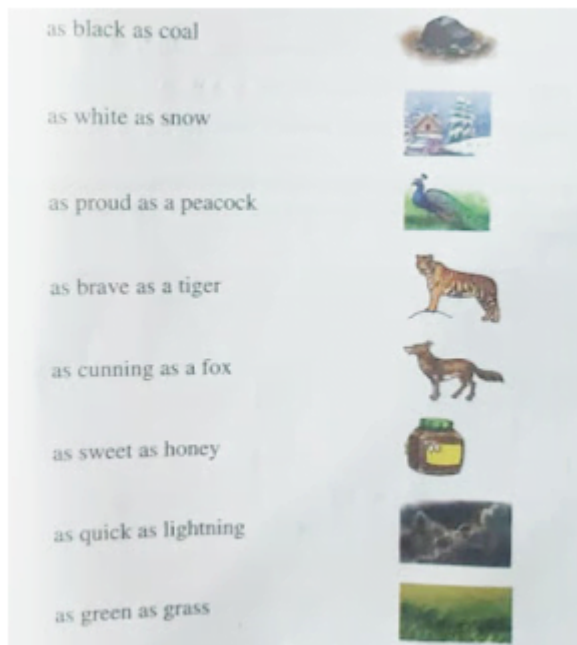 as black as coal
as white as snow
as proud as a peacock
as brave as a tiger
as cunning as a fox
as sweet as honey
as quick as lightning
as green as grass